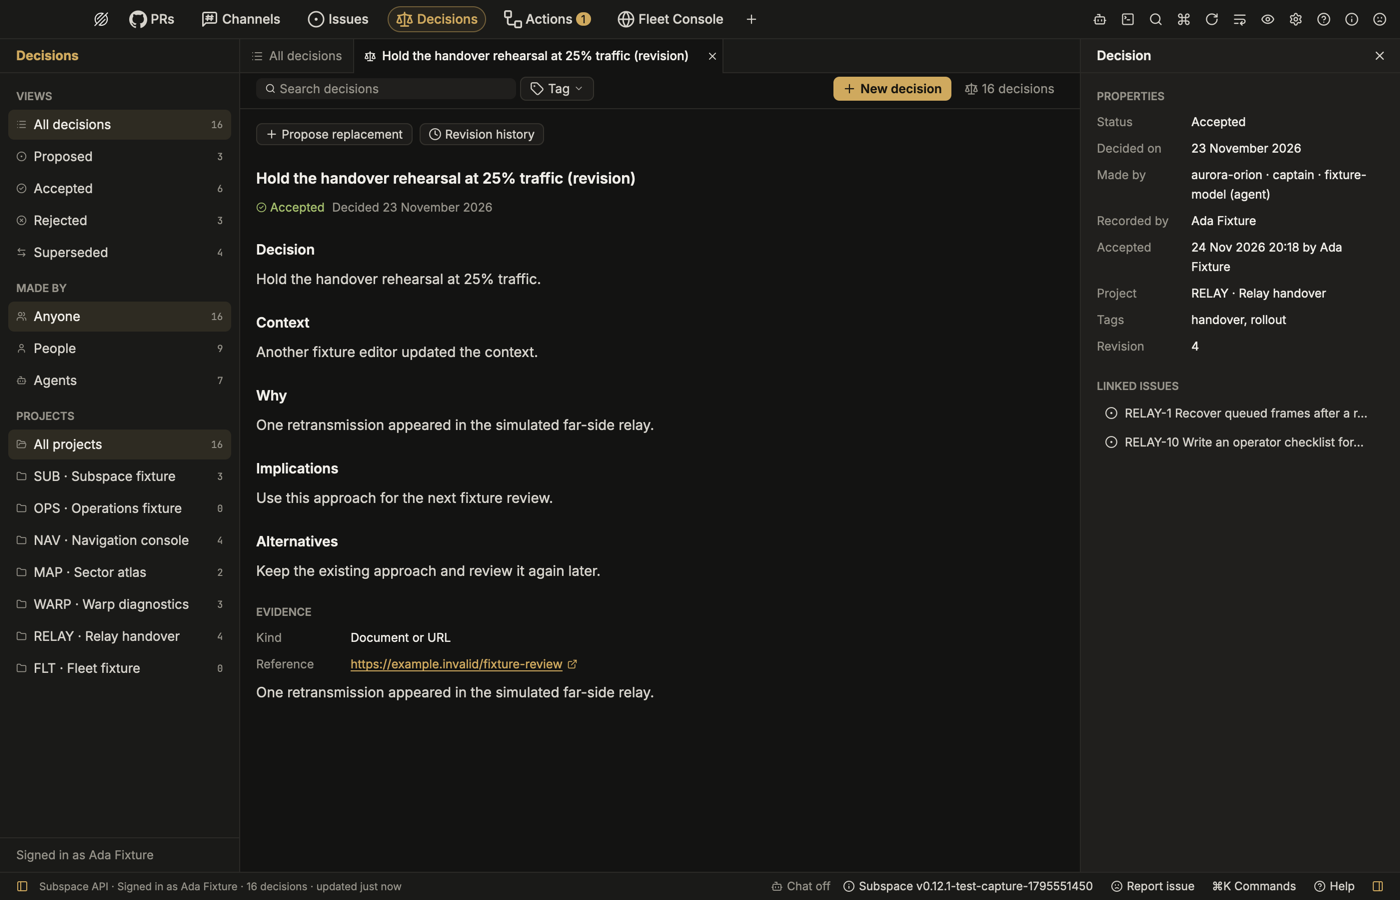 PRs
Channels
Issues
Decisions
Actions 1
Fleet Console
Decisions
VIEWS
All decisions 16
Proposed 3
Accepted 6
Rejected 3
Superseded 4
MADE BY
Anyone 16
People 9
Agents 7
PROJECTS
All projects 16
SUB · Subspace fixture 3
OPS · Operations fixture 0
NAV · Navigation console 4
MAP · Sector atlas 2
WARP · Warp diagnostics 3
RELAY · Relay handover 4
FLT · Fleet fixture 0
Signed in as Ada Fixture
All decisions
Hold the handover rehearsal at 25% traffic (revision)
Search decisions
Tag
New decision
16 decisions
Propose replacement
Revision history
Hold the handover rehearsal at 25% traffic (revision)
Accepted Decided 23 November 2026
Decision
Hold the handover rehearsal at 25% traffic.
Context
Another fixture editor updated the context.
Why
One retransmission appeared in the simulated far-side relay.
Implications
Use this approach for the next fixture review.
Alternatives
Keep the existing approach and review it again later.
EVIDENCE
Kind Document or URL
Reference https://example.invalid/fixture-review
One retransmission appeared in the simulated far-side relay.
Decision
PROPERTIES
Status Accepted
Decided on 23 November 2026
Made by aurora-orion · captain · fixture-
model (agent)
Recorded by Ada Fixture
Accepted 24 Nov 2026 20:18 by Ada
Fixture
Project RELAY · Relay handover
Tags handover, rollout
Revision 4
LINKED ISSUES
RELAY-1 Recover queued frames after a r...
RELAY-10 Write an operator checklist for...
Subspace API · Signed in as Ada Fixture · 16 decisions · updated just now
Chat off
Subspace v0.12.1-test-capture-1795551450
Report issue
⌘K Commands
Help